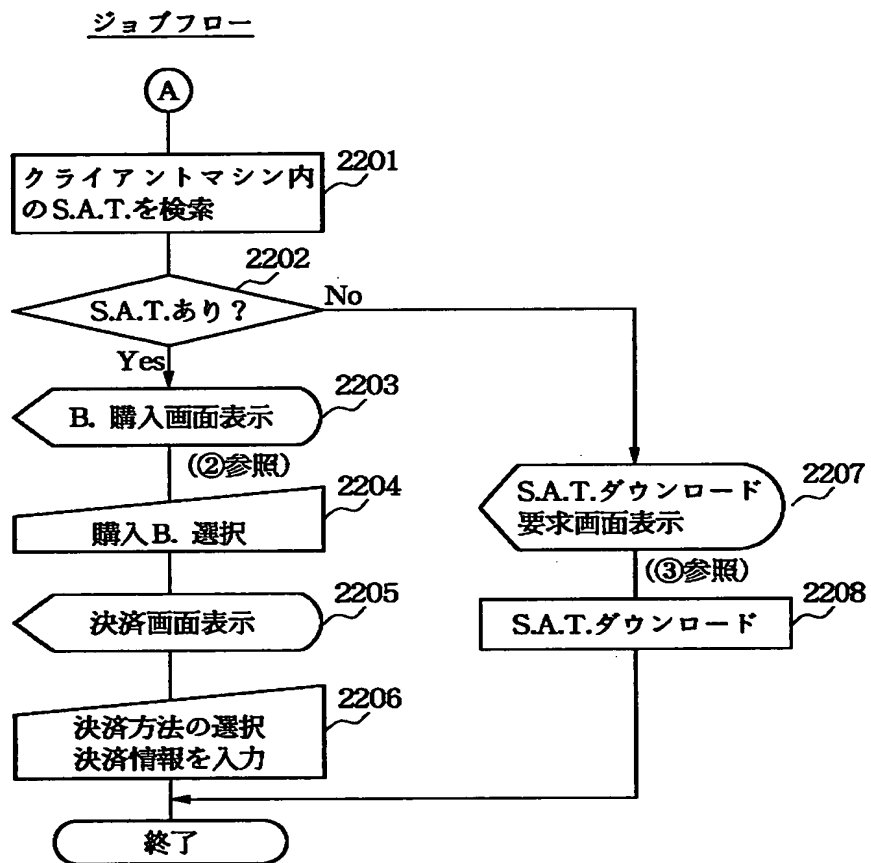 ジョブフロー
A
2201
クライアントマシン内
のS.A.T.を検索
2202
S.A.T.あり？
No
Yes
2203
B. 購入画面表示
(②参照)
2204
購入B. 選択
2205
決済画面表示
2206
決済方法の選択
決済情報を入力
2207
S.A.T.ダウンロード
要求画面表示
(③参照)
2208
S.A.T.ダウンロード
終了